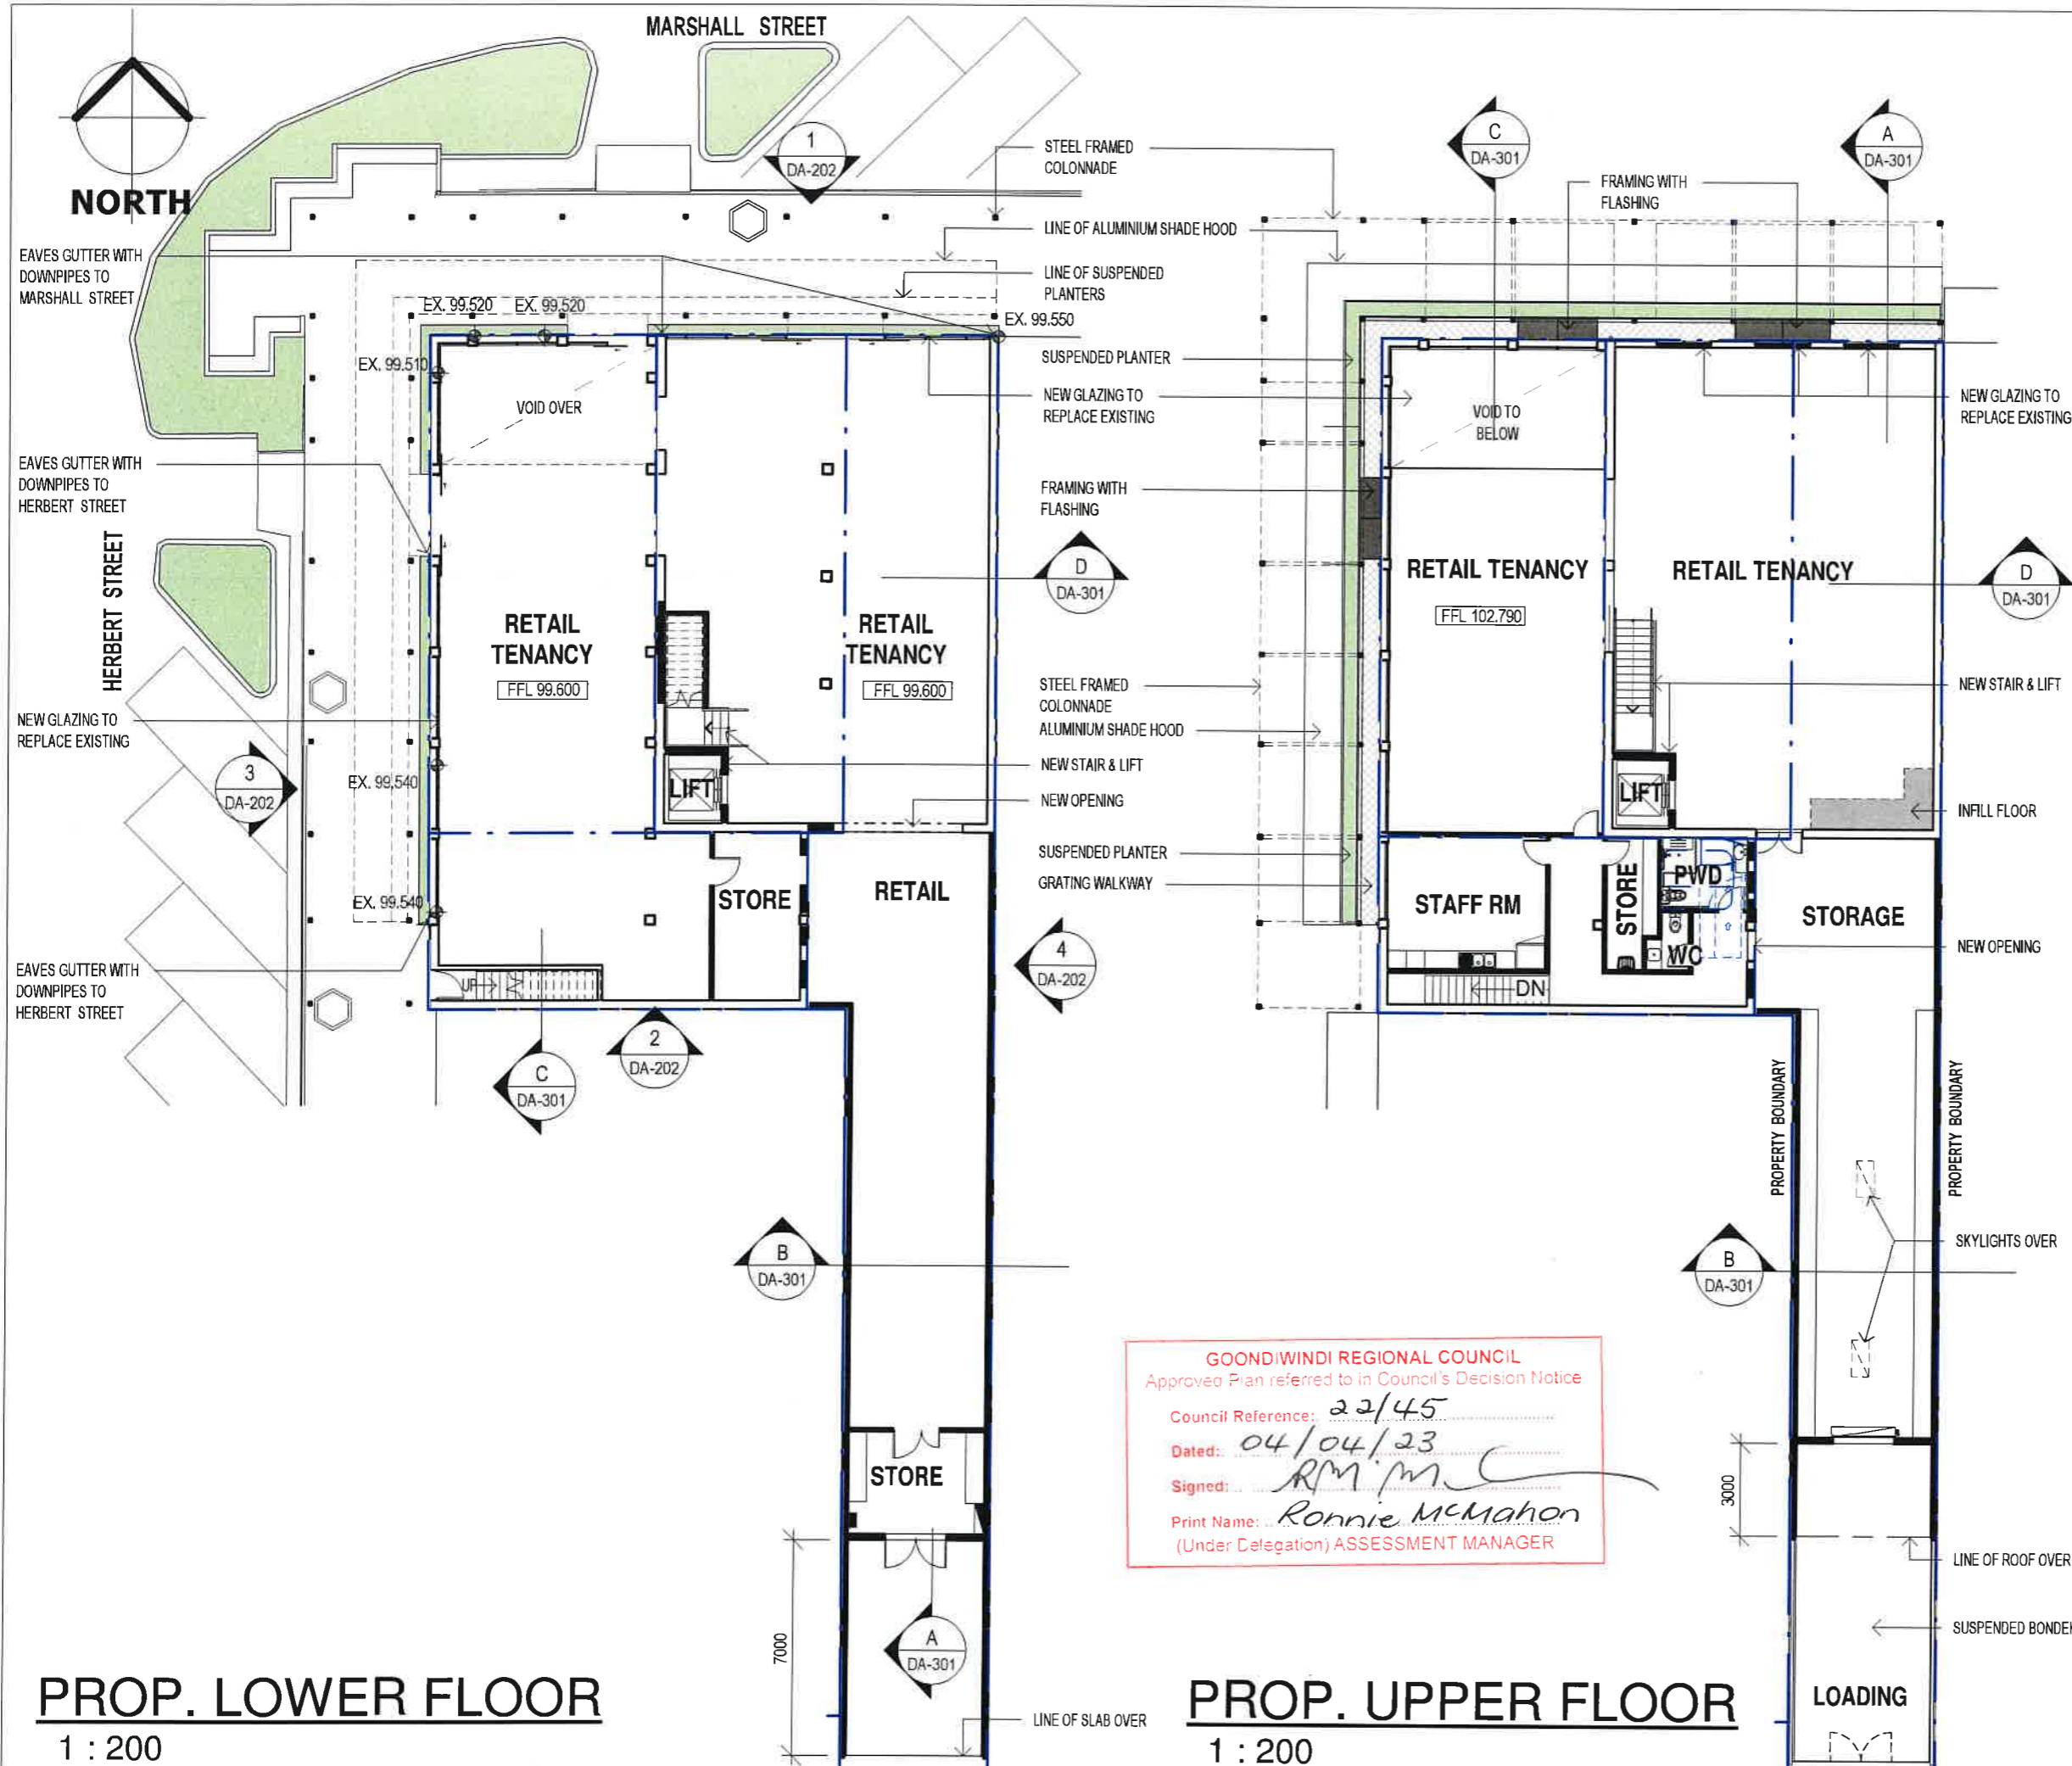 MARSHALL STREET
NORTH
1
DA-202
STEEL FRAMED
COLONNADE
LINE OF ALUMINIUM SHADE HOOD
LINE OF SUSPENDED
PLANTERS
EAVES GUTTER WITH
DOWNPIPES TO
MARSHALL STREET
EX. 99.520
EX. 99.520
EX. 99.550
EX. 99.510
VOID OVER
SUSPENDED PLANTER
NEW GLAZING TO
REPLACE EXISTING
EAVES GUTTER WITH
DOWNPIPES TO
HERBERT STREET
HERBERT STREET
FRAMING WITH
FLASHING
D
DA-301
RETAIL
TENANCY
FFL 99.600
RETAIL
TENANCY
FFL 99.600
STEEL FRAMED
COLONNADE
ALUMINIUM SHADE HOOD
NEW GLAZING TO
REPLACE EXISTING
3
DA-202
EX. 99.540
LIFT
NEW STAIR & LIFT
NEW OPENING
SUSPENDED PLANTER
GRATING WALKWAY
EX. 99.540
STORE
RETAIL
4
DA-202
EAVES GUTTER WITH
DOWNPIPES TO
HERBERT STREET
UP
2
DA-202
C
DA-301
B
DA-301
STORE
7000
A
DA-301
LINE OF SLAB OVER
PROP. LOWER FLOOR
1 : 200
C
DA-301
A
DA-301
FRAMING WITH
FLASHING
VOID TO
BELOW
NEW GLAZING TO
REPLACE EXISTING
RETAIL TENANCY
FFL 102.790
RETAIL TENANCY
D
DA-301
NEW STAIR & LIFT
LIFT
INFILL FLOOR
STAFF RM
STORE
PWD
WC
STORAGE
NEW OPENING
DN
PROPERTY BOUNDARY
PROPERTY BOUNDARY
SKYLIGHTS OVER
B
DA-301
3000
LINE OF ROOF OVER
SUSPENDED
LOADING
PROP. UPPER FLOOR
1 : 200
GOONDIWINDI REGIONAL COUNCIL
Approved Plan referred to in Council's Decision Notice
Council Reference: 22/45
Dated: 04/04/23
Signed:
Print Name: Ronnie McMahon
(Under Delegation) ASSESSMENT MANAGER